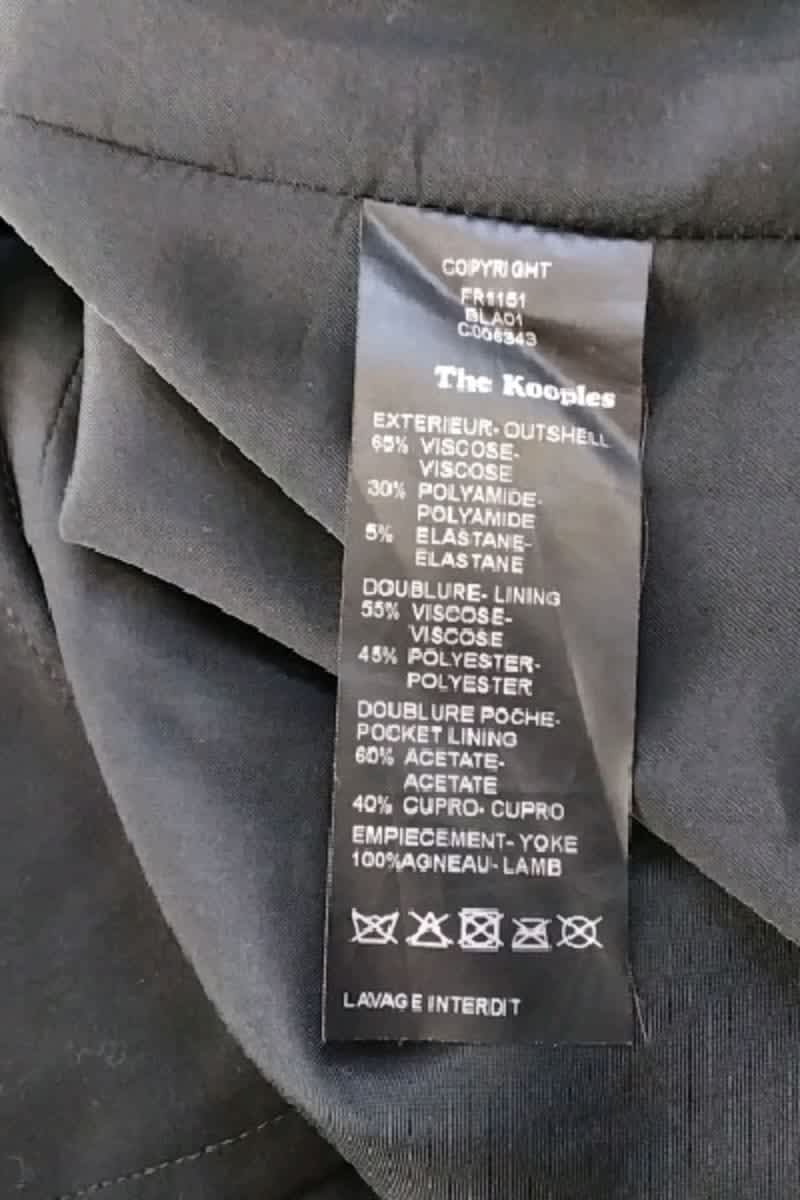 COPYRIGHT
FR1151
BLA01
C006343
The Kooples
EXTERIEUR- OUTSHELL
65% VISCOSE-
VISCOSE
30% POLYAMIDE-
POLYAMIDE
5% ELASTANE-
ELASTANE
DOUBLURE- LINING
55% VISCOSE-
VISCOSE
45% POLYESTER-
POLYESTER
DOUBLURE POCHE-
POCKET LINING
60% ACETATE-
ACETATE
40% CUPRO- CUPRO
EMPIECEMENT- YOKE
100%AGNEAU- LAMB
LAVAGE INTERDIT